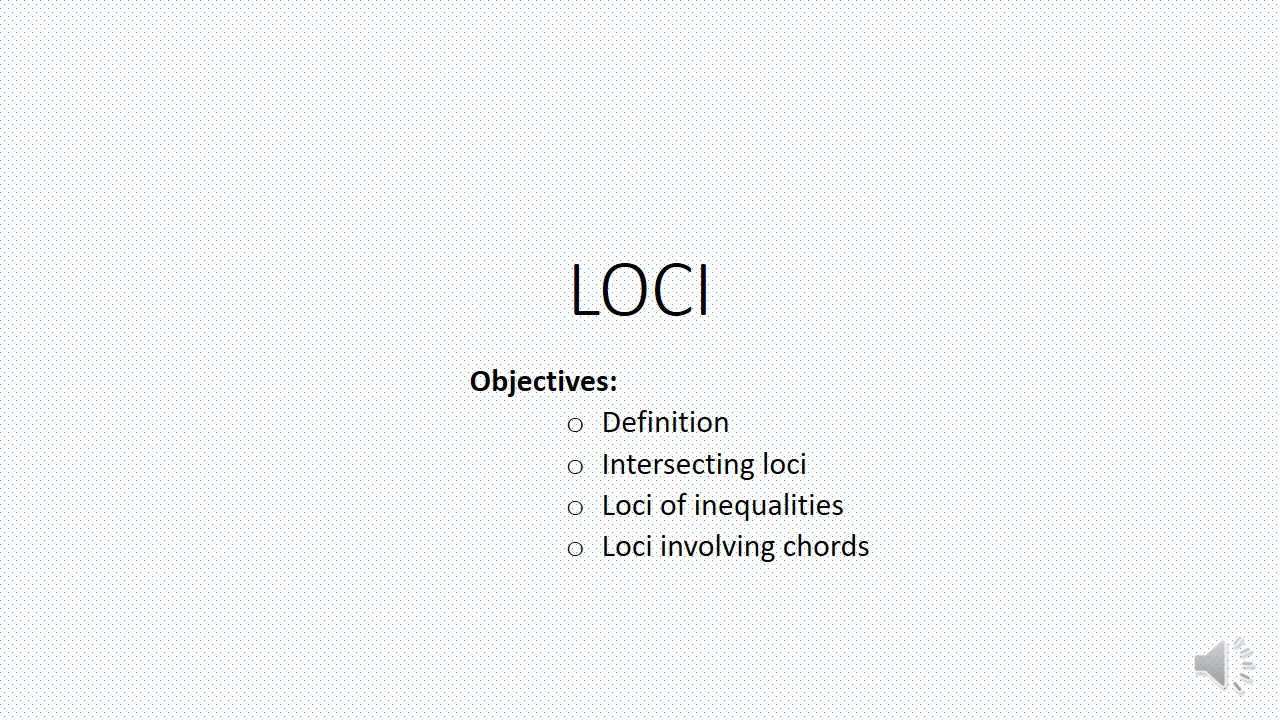 LOCI
Objectives:
o Definition
o Intersecting loci
o Loci of inequalities
o Loci involving chords